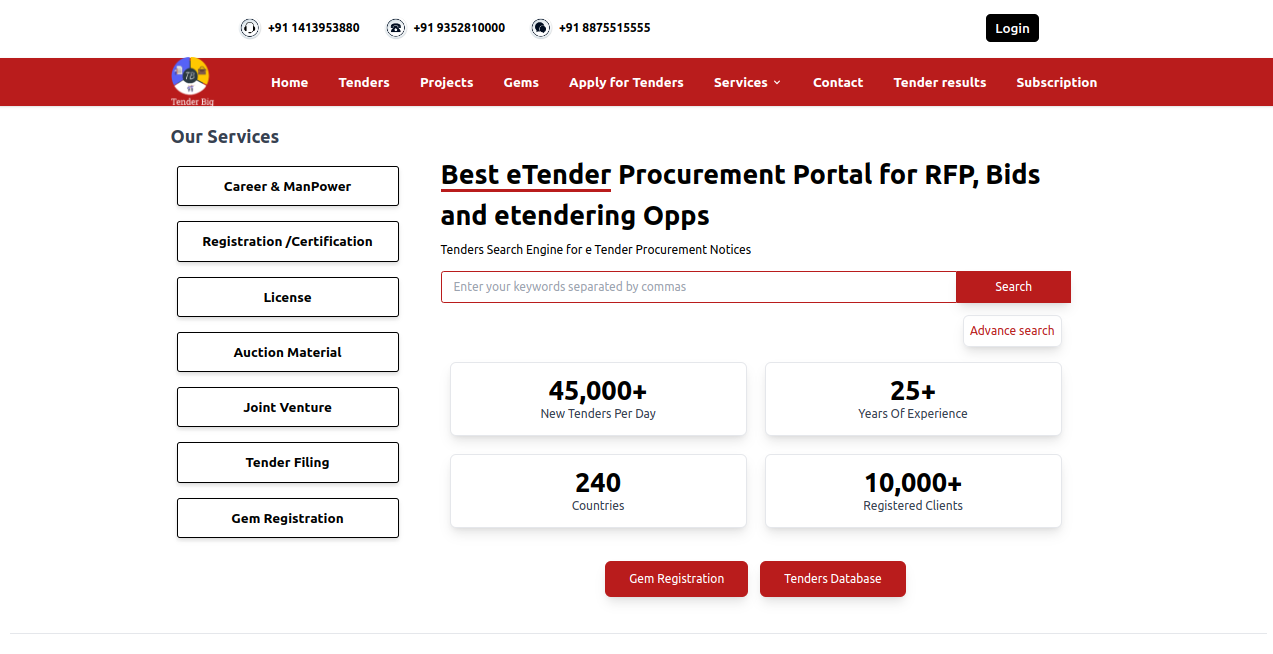 +91 1413953880 +91 9352810000 +91 8875515555 Login
TB
Tender Big
Home Tenders Projects Gems Apply for Tenders Services Contact Tender results Subscription
Our Services
Career & ManPower
Registration /Certification
License
Auction Material
Joint Venture
Tender Filing
Gem Registration
Best eTender Procurement Portal for RFP, Bids
and etendering Opps
Tenders Search Engine for e Tender Procurement Notices
Enter your keywords separated by commas Search
Advance search
45,000+
New Tenders Per Day
25+
Years Of Experience
240
Countries
10,000+
Registered Clients
Gem Registration Tenders Database